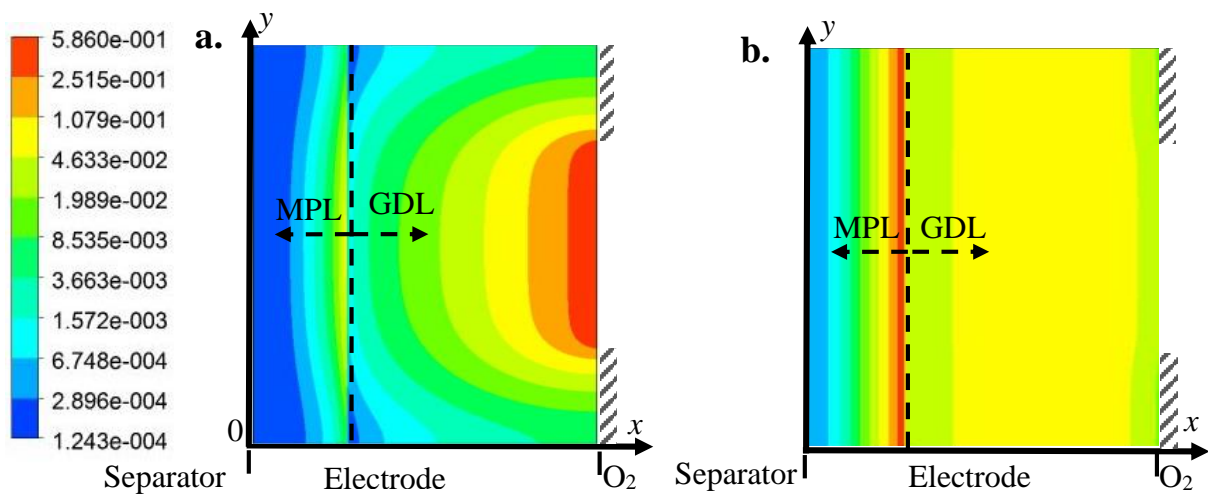 5.860e-001
2.515e-001
1.079e-001
4.633e-002
1.989e-002
8.535e-003
3.663e-003
1.572e-003
6.748e-004
2.896e-004
1.243e-004
a.
y
MPL
GDL
0
x
Separator
Electrode
O2
b.
y
MPL
GDL
x
Separator
Electrode
O2